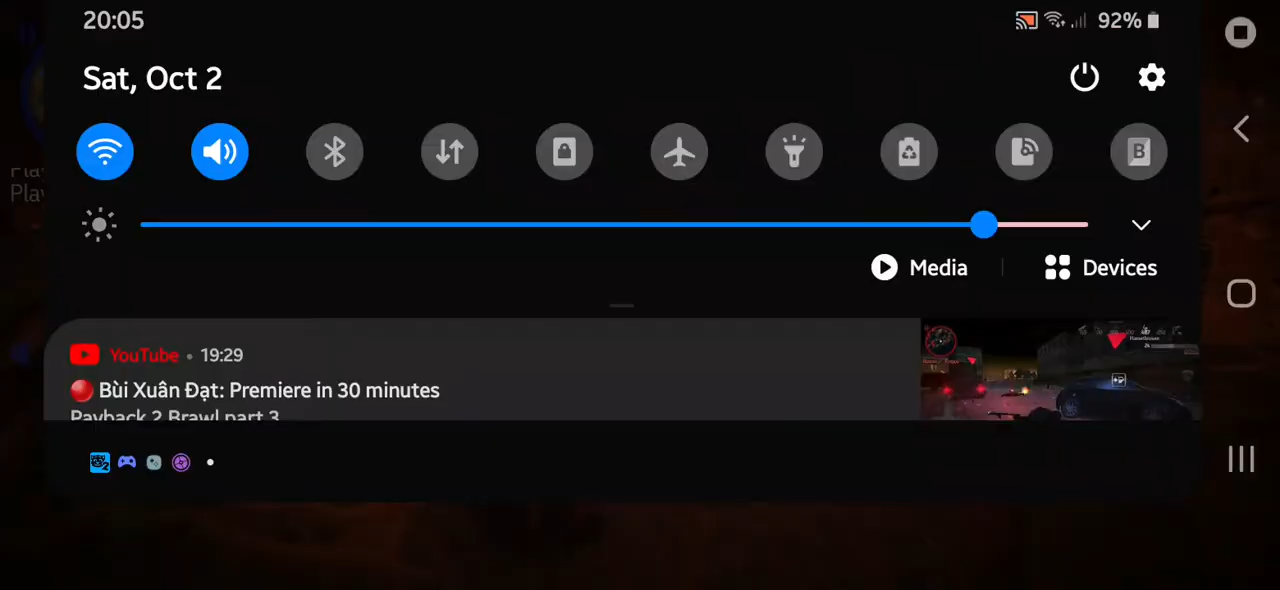 20:05
92%
Sat, Oct 2
B
Play
Media
Devices
YouTube • 19:29
Bùi Xuân Đạt: Premiere in 30 minutes
Payback 2 Brawl part 3